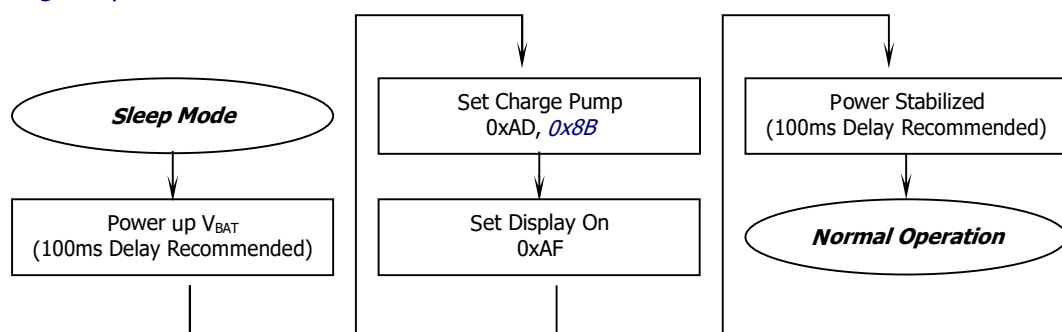 Sleep Mode
Power up VBAT
(100ms Delay Recommended)
Set Charge Pump
0xAD, 0x8B
Set Display On
0xAF
Power Stabilized
(100ms Delay Recommended)
Normal Operation